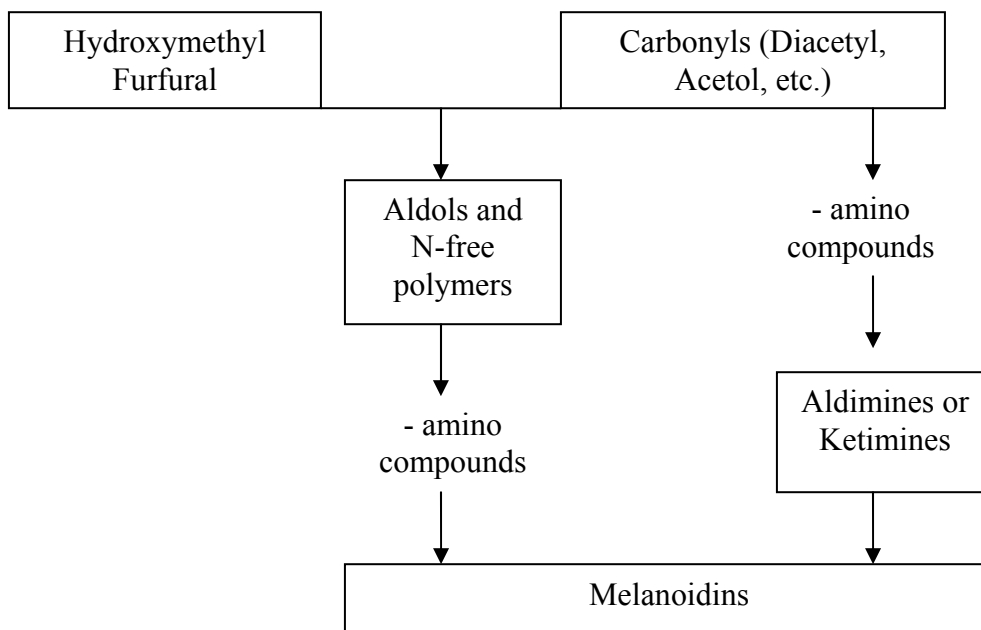 Hydroxymethyl
Furfural
Carbonyls (Diacetyl,
Acetol, etc.)
Aldols and
N-free
polymers
- amino
compounds
- amino
compounds
Aldimines or
Ketimines
Melanoidins